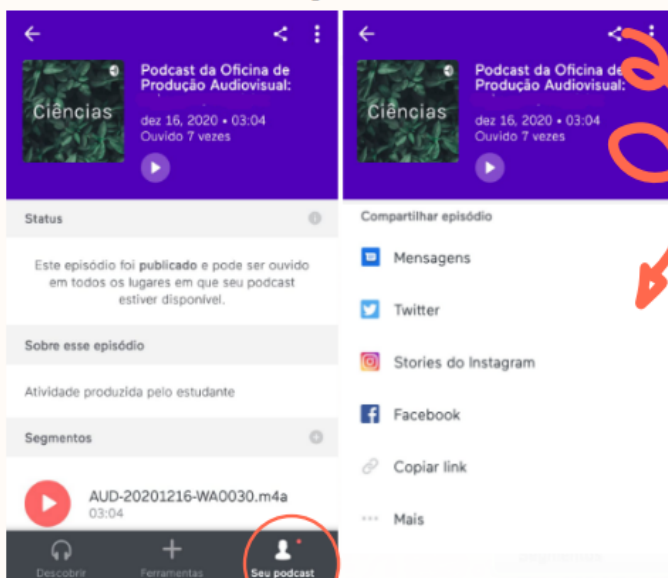 Ciências
Podcast da Oficina de
Produção Audiovisual:
dez 16, 2020 • 03:04
Ouvido 7 vezes
Status
Este episódio foi publicado e pode ser ouvido
em todos os lugares em que seu podcast
estiver disponível.
Sobre esse episódio
Atividade produzida pelo estudante
Segmentos
AUD-20201216-WA0030.m4a
03:04
Descobrir
Ferramentas
Seu podcast
Ciências
Podcast da Oficina de
Produção Audiovisual:
dez 16, 2020 • 03:04
Ouvido 7 vezes
Compartilhar episódio
Mensagens
Twitter
Stories do Instagram
Facebook
Copiar link
Mais